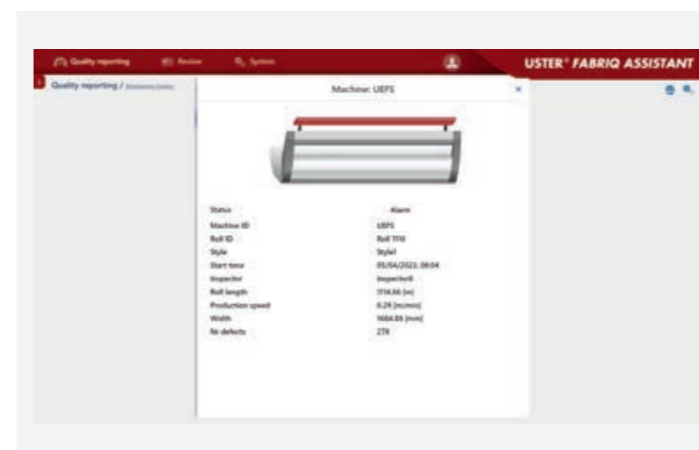 Quality reporting Review System USTER® FABRIQ ASSISTANT
Quality reporting /
Machine: UEFS
Status Alarm
Machine ID UEFS
Roll ID Roll 1118
Style Style1
Start time 05/04/2023, 08:04
Inspector Inspector8
Roll length 1114.66 [m]
Production speed 0.29 [m/min]
Width 1684.88 [mm]
Nr defects 278